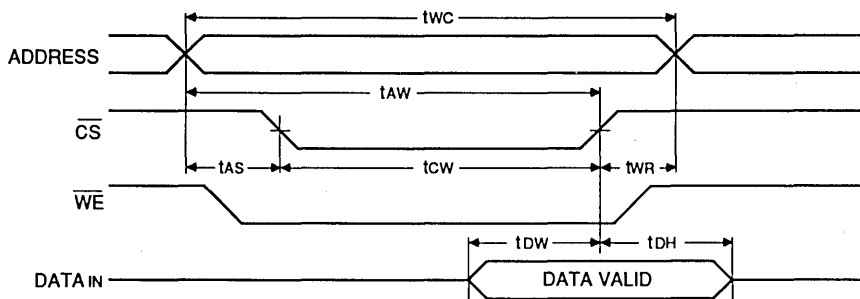 tWC
ADDRESS
tAW
CS
tAS
tCW
tWR
WE
tDW
tDH
DATA IN
DATA VALID